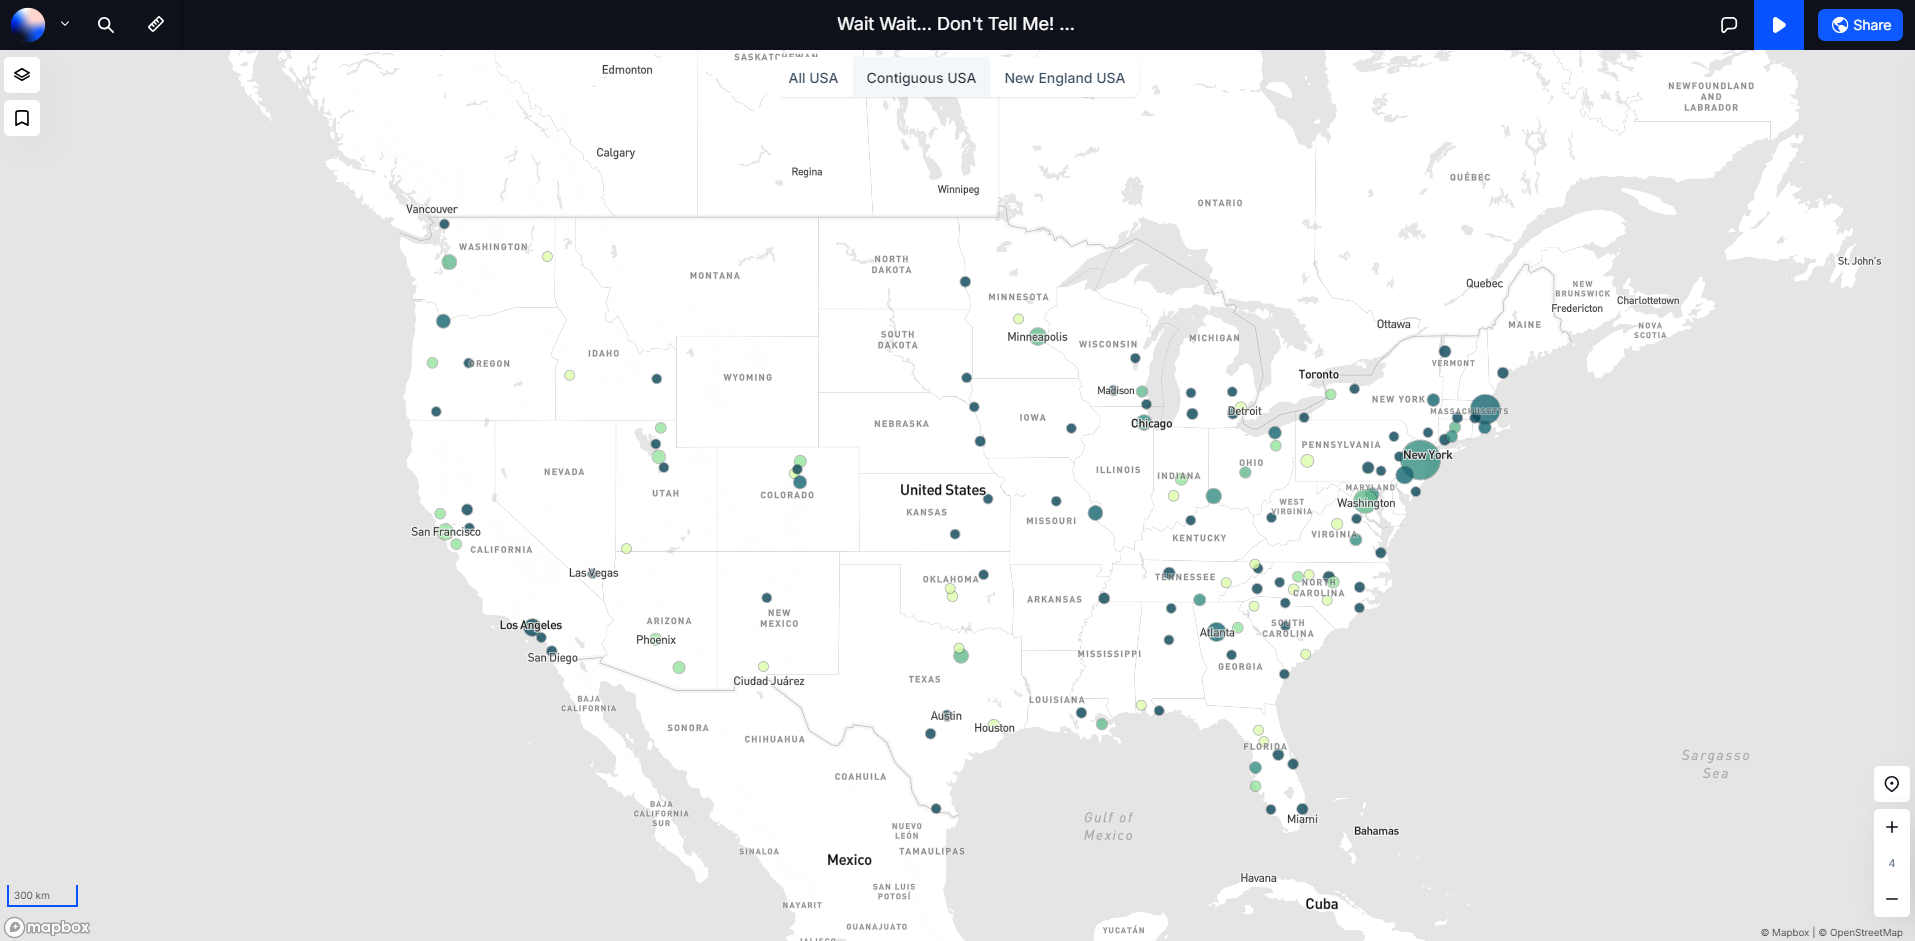 Wait Wait... Don't Tell Me! ...
Share
All USA
Contiguous USA
New England USA
SASKATCHEWAN
Edmonton
NEWFOUNDLAND
AND
LABRADOR
Calgary
Regina
Winnipeg
QUÉBEC
ONTARIO
Vancouver
WASHINGTON
MONTANA
NORTH
DAKOTA
MINNESOTA
Quebec
NEW
BRUNSWICK
Charlottetown
Fredericton
St. John's
MAINE
NOVA
SCOTIA
Ottawa
Minneapolis
SOUTH
DAKOTA
WISCONSIN
MICHIGAN
IDAHO
OREGON
WYOMING
VERMONT
Toronto
Madison
NEW YORK
MASSACHUSETTS
Detroit
IOWA
NEBRASKA
Chicago
PENNSYLVANIA
New York
NEVADA
UTAH
COLORADO
ILLINOIS
INDIANA
OHIO
United States
KANSAS
MISSOURI
WEST
VIRGINIA
MARYLAND
Washington
San Francisco
CALIFORNIA
KENTUCKY
VIRGINIA
Las Vegas
OKLAHOMA
TENNESSEE
NORTH
CAROLINA
ARKANSAS
Los Angeles
ARIZONA
NEW
MEXICO
Phoenix
San Diego
Atlanta
SOUTH
CAROLINA
MISSISSIPPI
GEORGIA
Ciudad Juárez
TEXAS
LOUISIANA
BAJA
CALIFORNIA
SONORA
CHIHUAHUA
Austin
Houston
FLORIDA
Sargasso
Sea
COAHUILA
BAJA
CALIFORNIA
SUR
NUEVO
LEÓN
Gulf of
Mexico
Miami
Bahamas
SINALOA
Mexico
TAMAULIPAS
4
Havana
SAN LUIS
POTOSÍ
Cuba
300 km
NAYARIT
GUANAJUATO
JALISCO
YUCATÁN
mapbox
© Mapbox | © OpenStreetMap